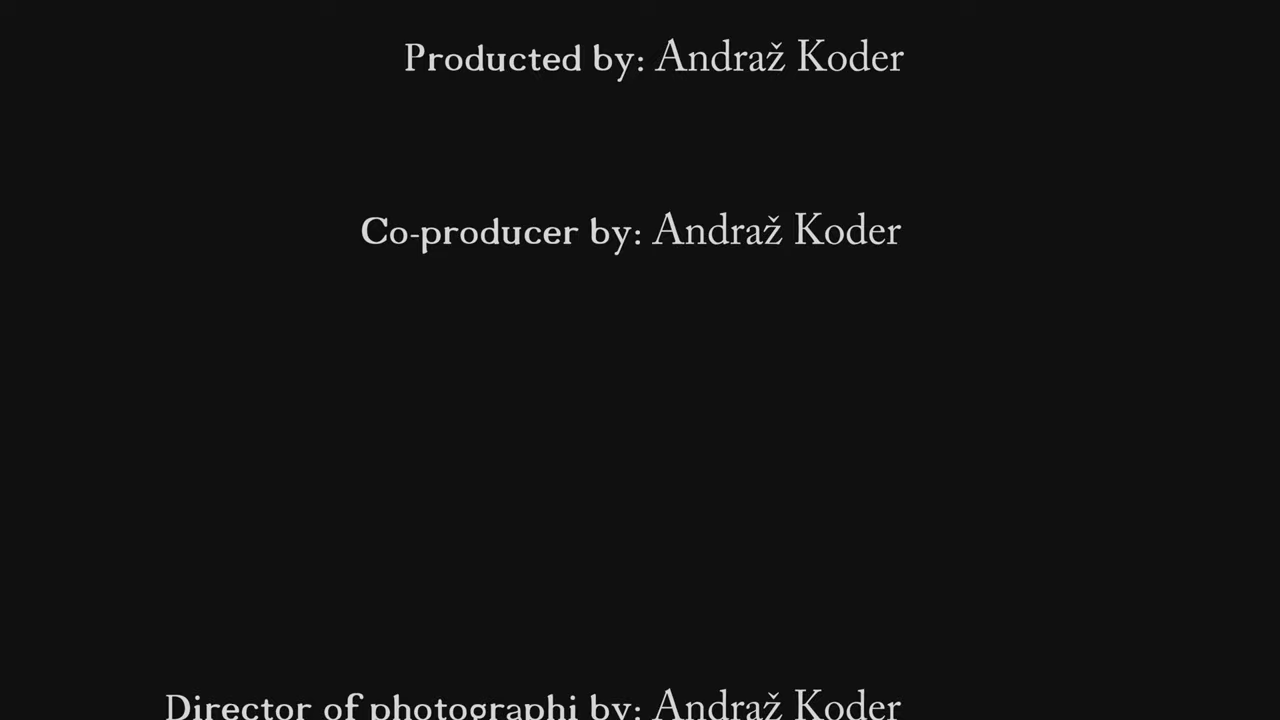 Producted by: Andraž Koder
Co-producer by: Andraž Koder
Director of photographi by: Andraž Koder